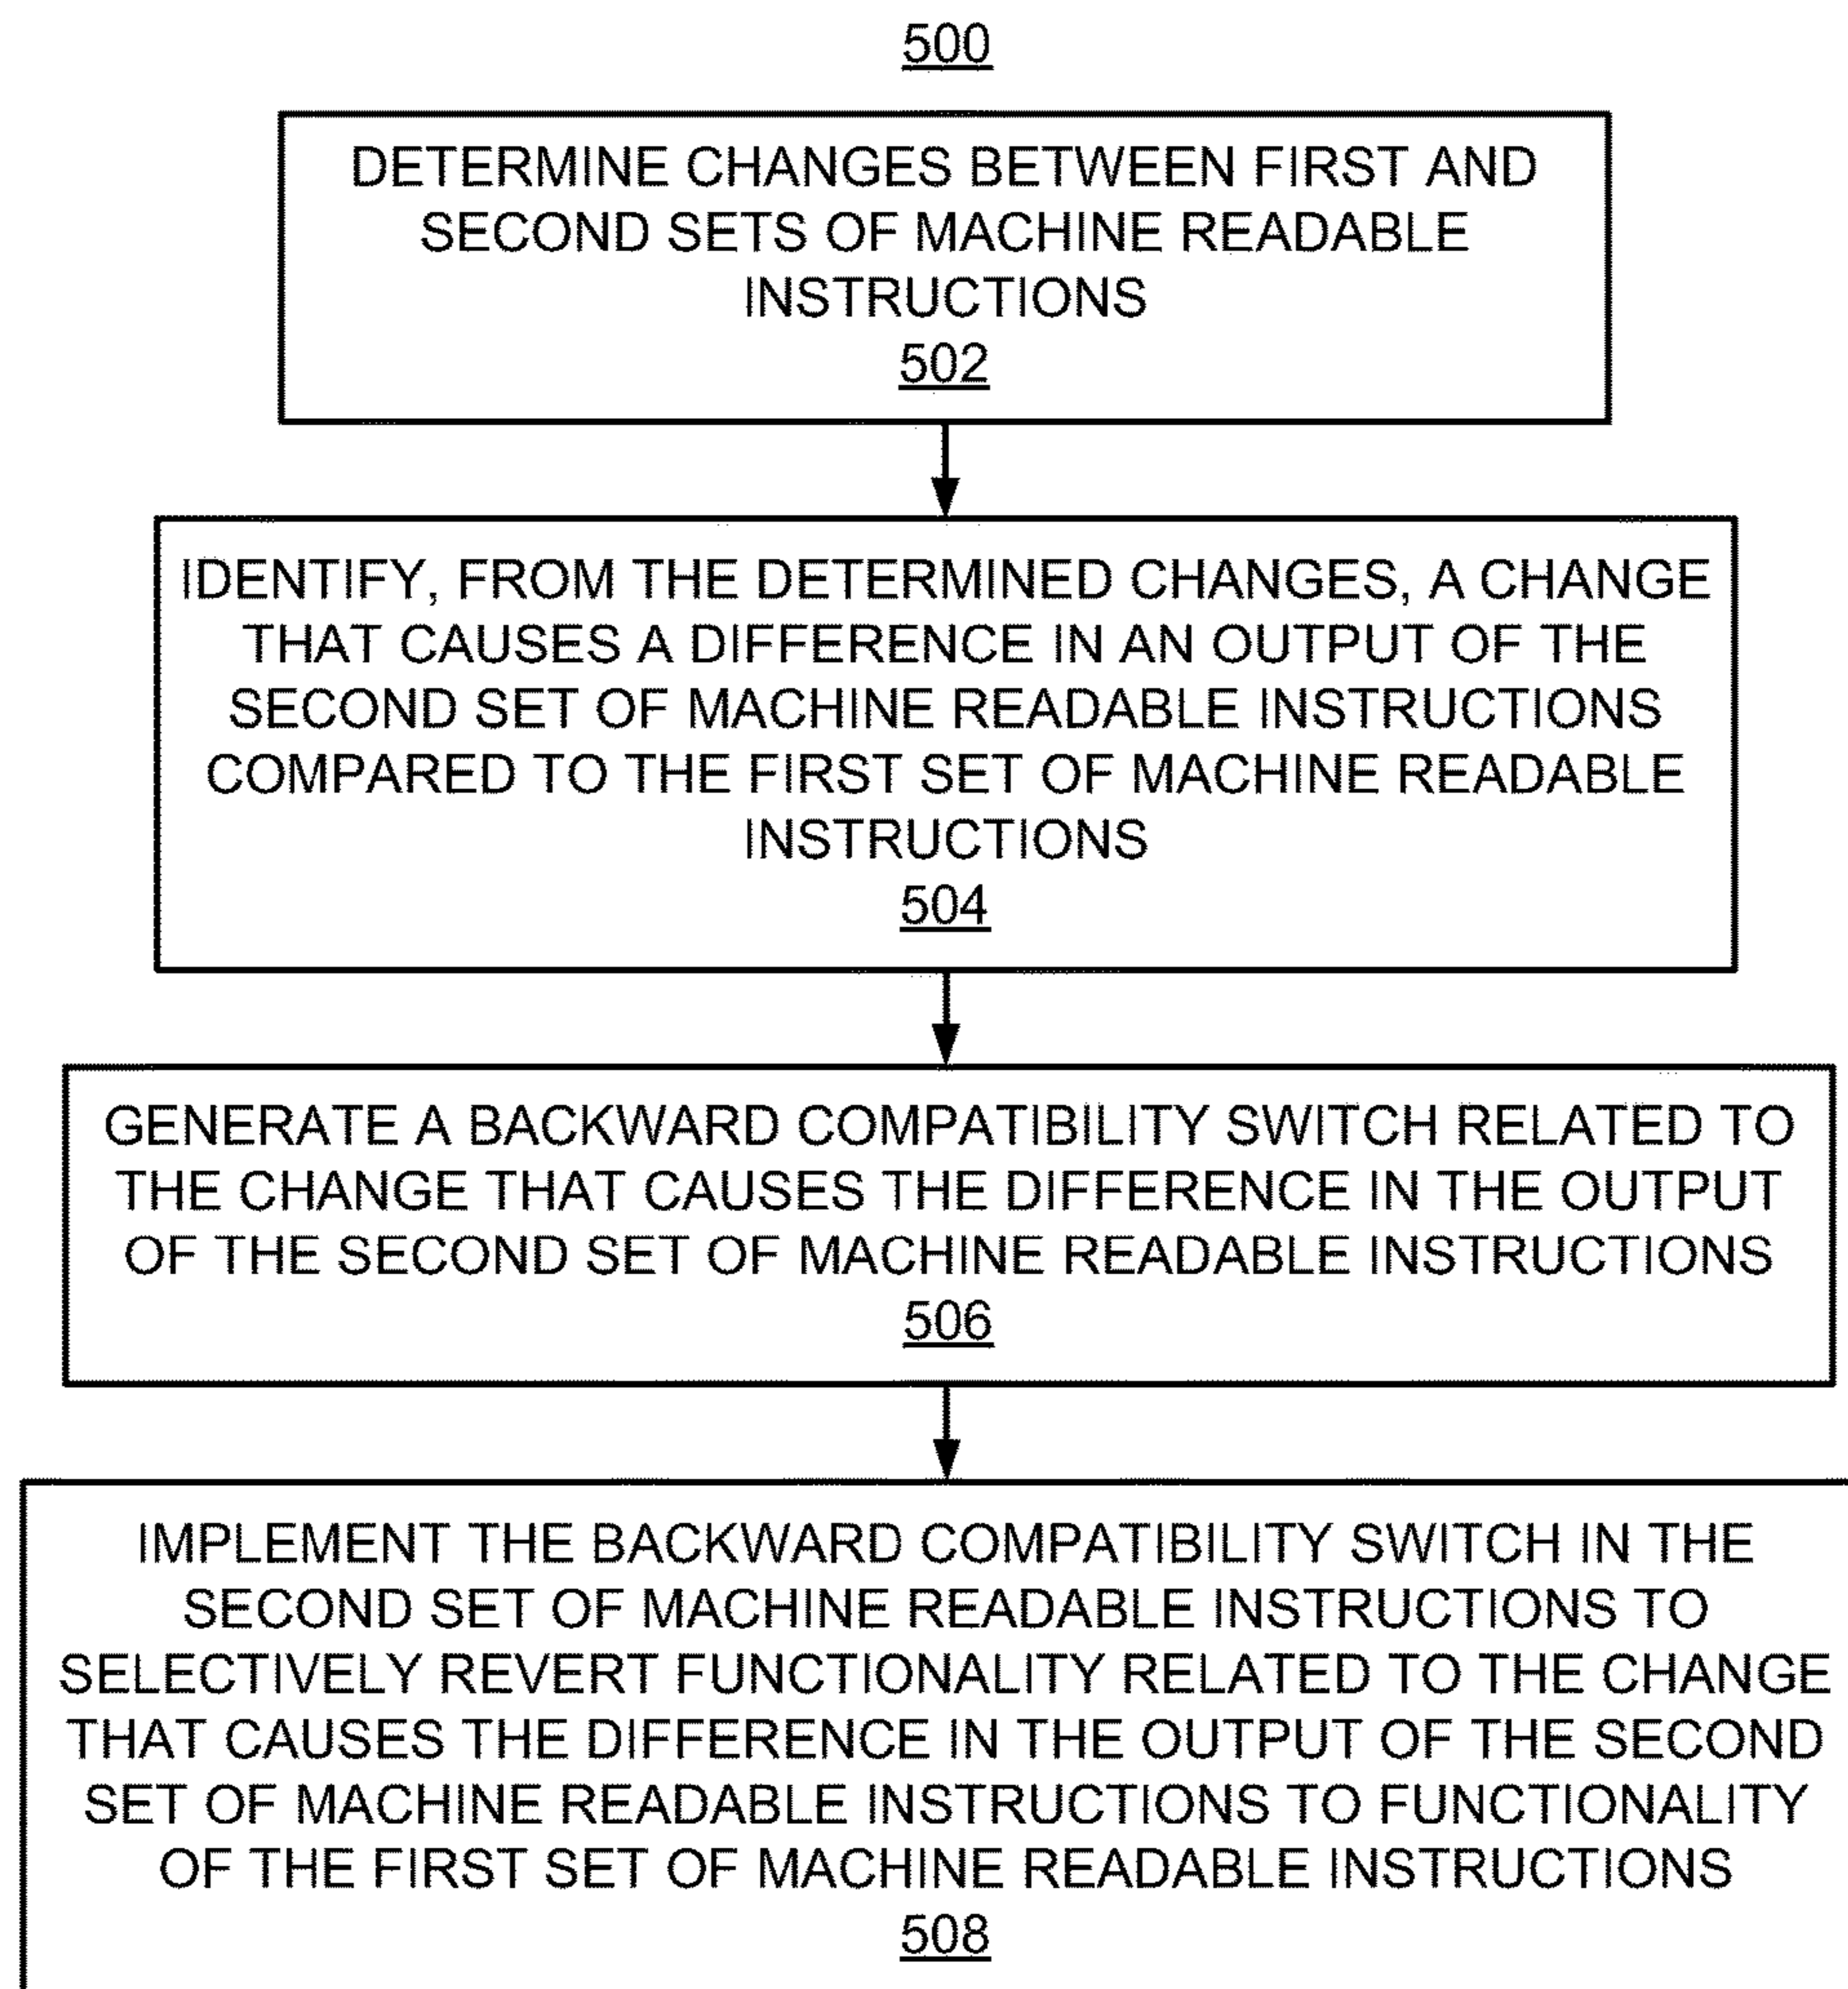 500
DETERMINE CHANGES BETWEEN FIRST AND
SECOND SETS OF MACHINE READABLE
INSTRUCTIONS
502
IDENTIFY, FROM THE DETERMINED CHANGES, A CHANGE
THAT CAUSES A DIFFERENCE IN AN OUTPUT OF THE
SECOND SET OF MACHINE READABLE INSTRUCTIONS
COMPARED TO THE FIRST SET OF MACHINE READABLE
INSTRUCTIONS
504
GENERATE A BACKWARD COMPATIBILITY SWITCH RELATED TO
THE CHANGE THAT CAUSES THE DIFFERENCE IN THE OUTPUT
OF THE SECOND SET OF MACHINE READABLE INSTRUCTIONS
506
IMPLEMENT THE BACKWARD COMPATIBILITY SWITCH IN THE
SECOND SET OF MACHINE READABLE INSTRUCTIONS TO
SELECTIVELY REVERT FUNCTIONALITY RELATED TO THE CHANGE
THAT CAUSES THE DIFFERENCE IN THE OUTPUT OF THE SECOND
SET OF MACHINE READABLE INSTRUCTIONS TO FUNCTIONALITY
OF THE FIRST SET OF MACHINE READABLE INSTRUCTIONS
508